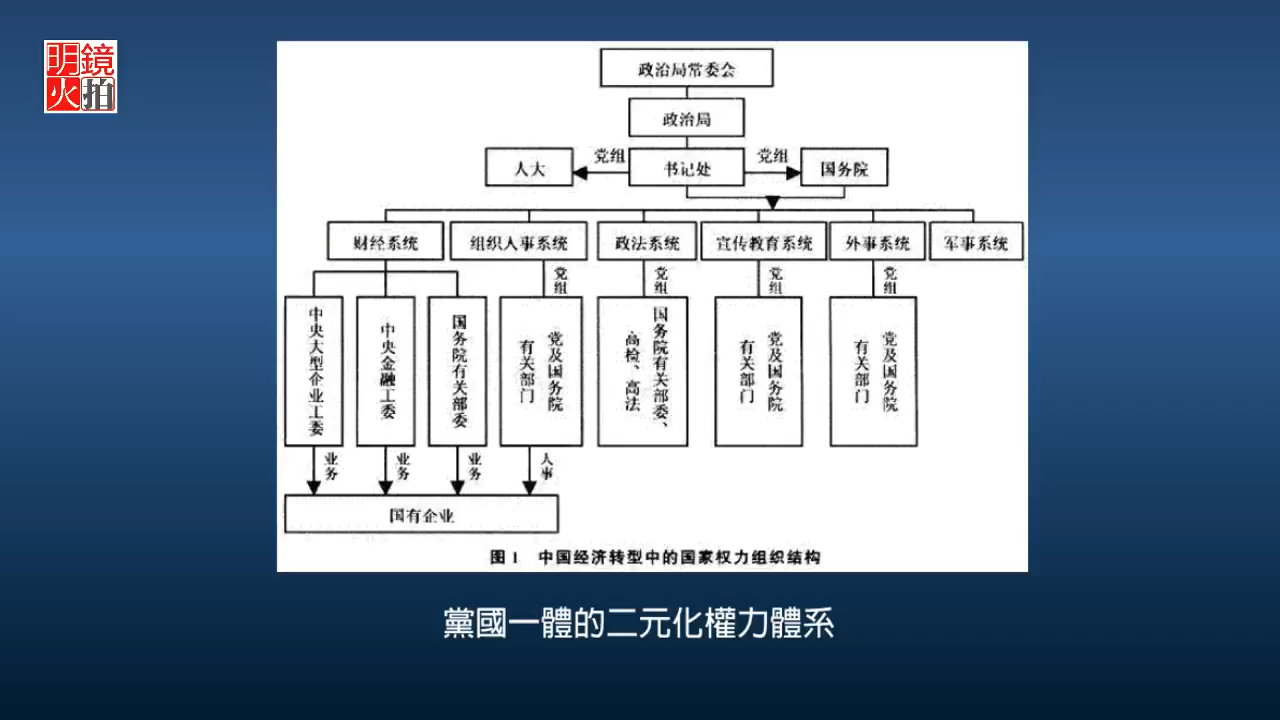 明鏡
火拍
政治局常委会
政治局
人大
党组
书记处
党组
国务院
财经系统
组织人事系统
政法系统
宣传教育系统
外事系统
军事系统
党组
党组
党组
党组
中央大型企业工委
中央金融工委
国务院有关部委
党及国务院
有关部门
国务院有关部委、
高检、高法
党及国务院
有关部门
党及国务院
有关部门
业务
业务
业务
人事
国有企业
图 1 中国经济转型中的国家权力组织结构
黨國一體的二元化權力體系